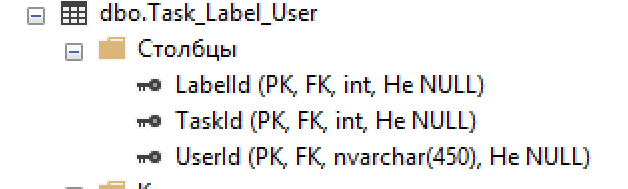 dbo.Task_Label_User
Столбцы
LabelId (PK, FK, int, Не NULL)
TaskId (PK, FK, int, Не NULL)
UserId (PK, FK, nvarchar(450), Не NULL)